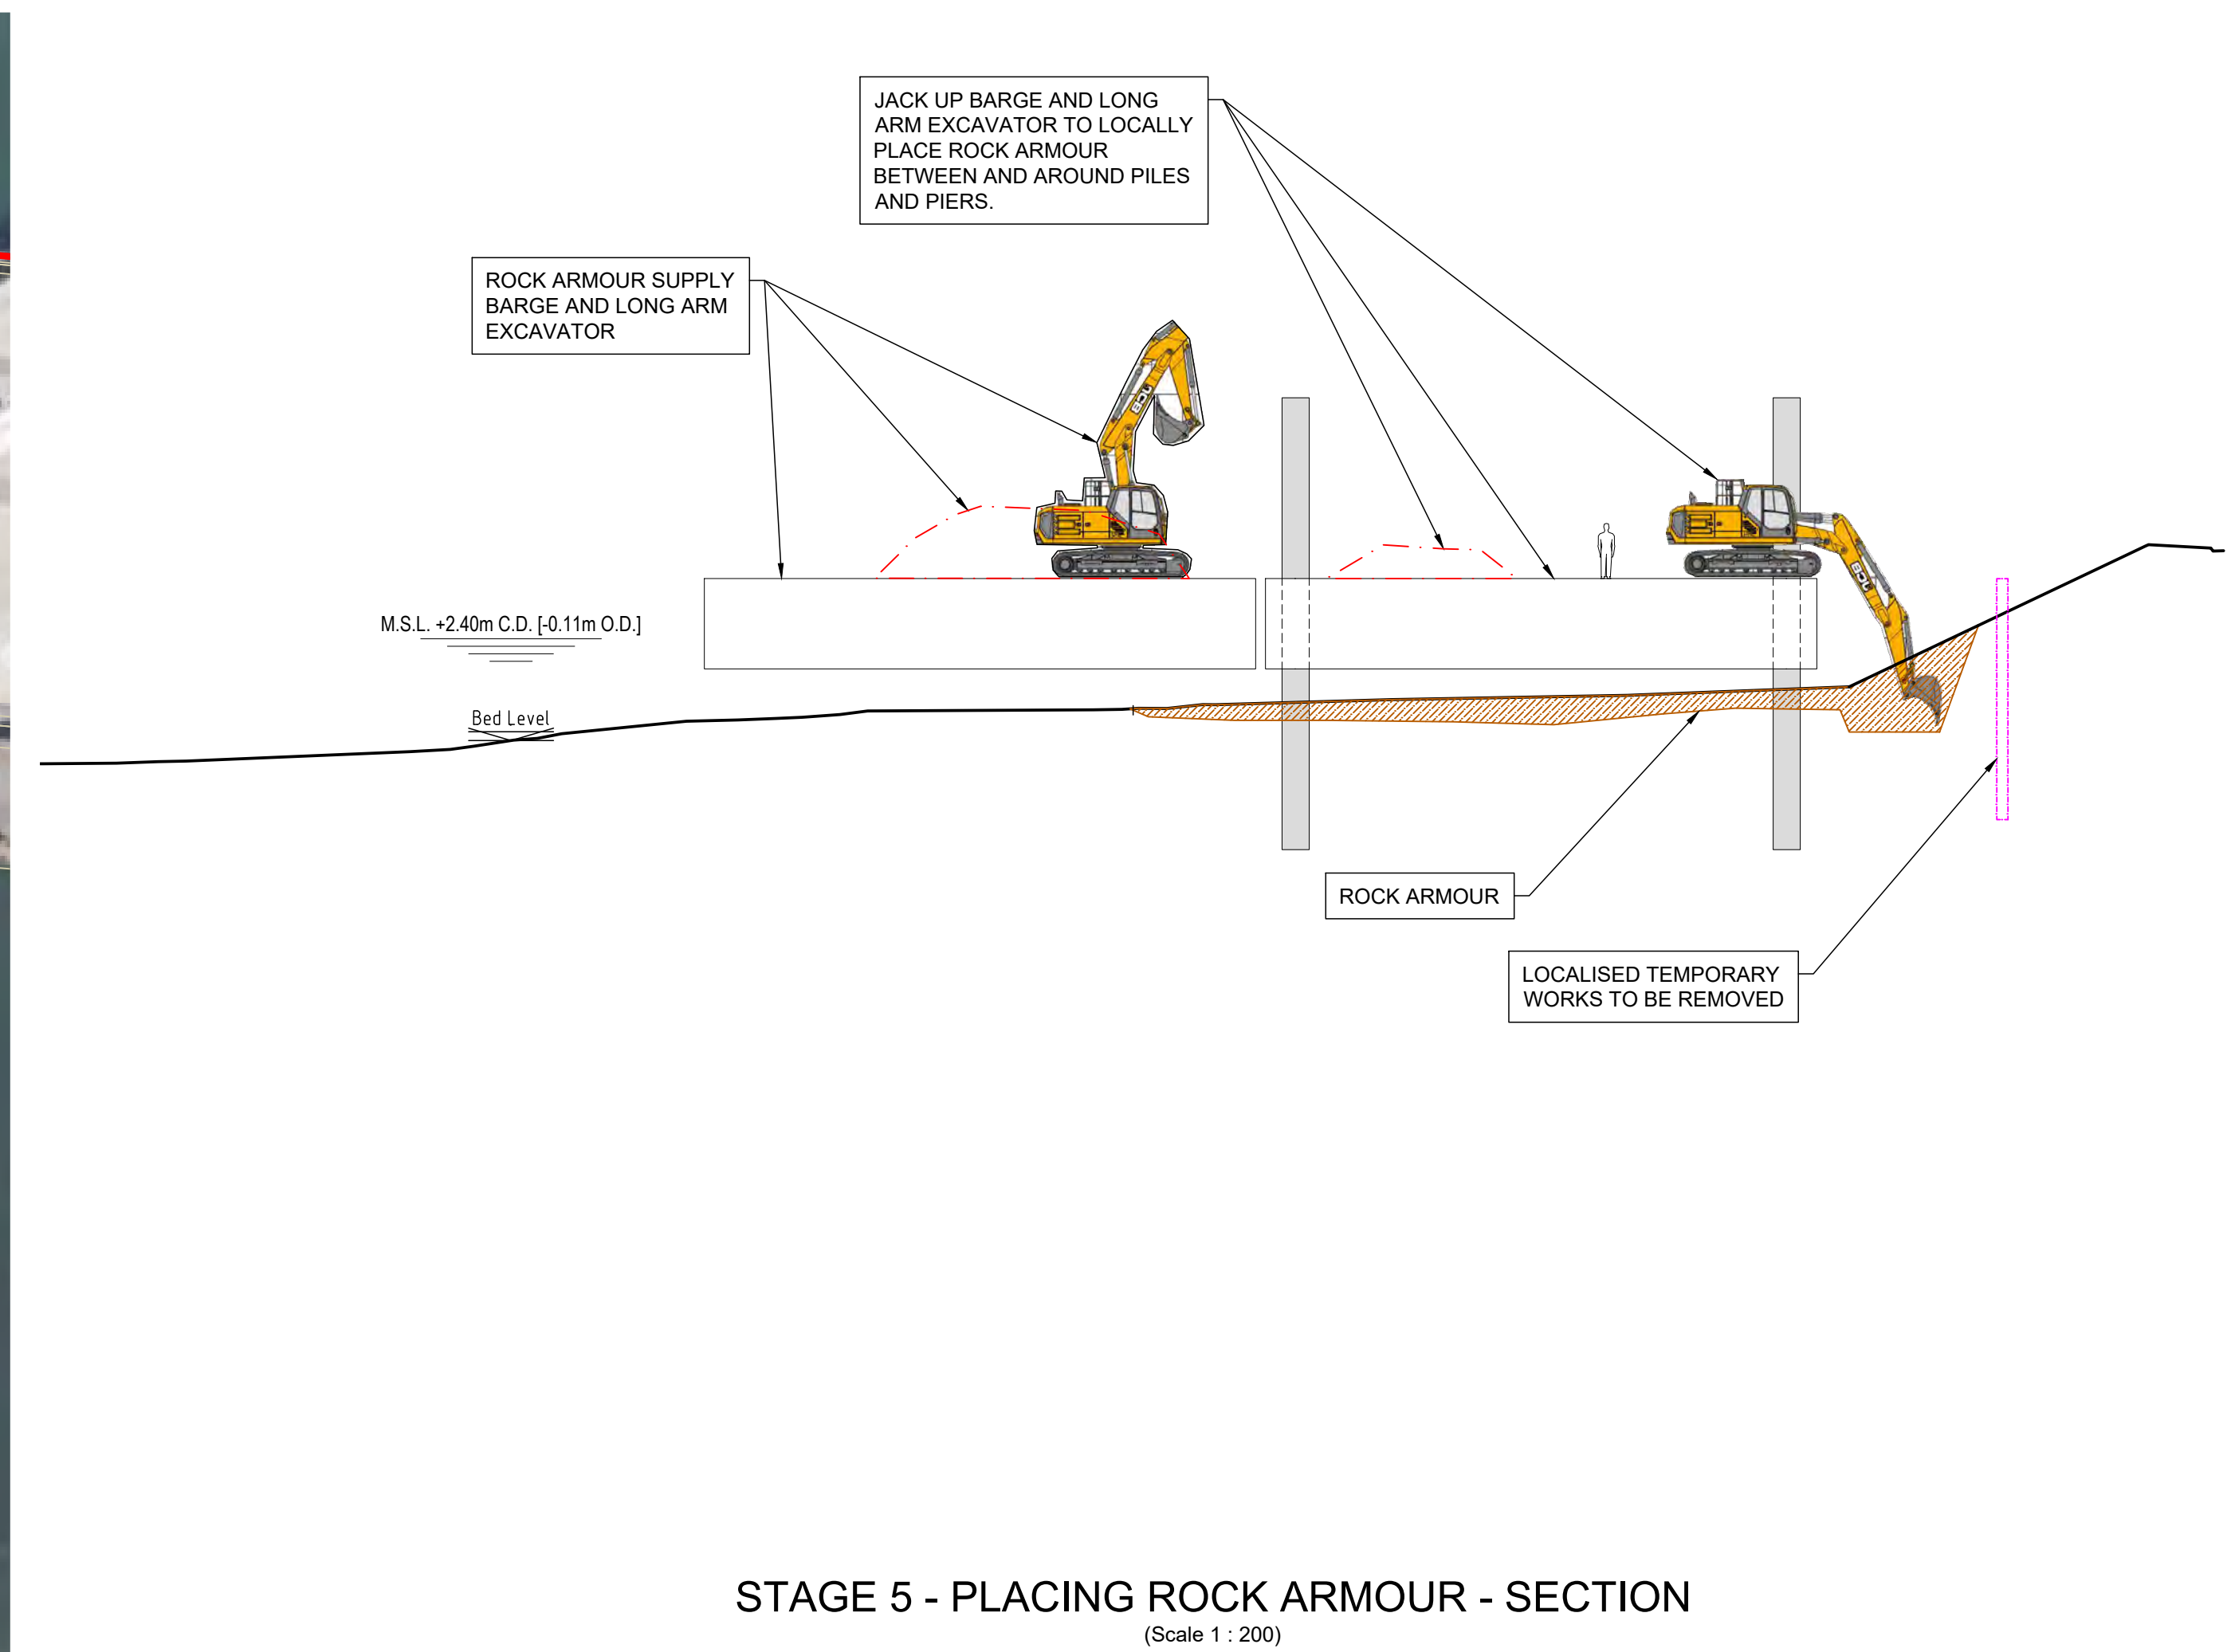 JACK UP BARGE AND LONG
ARM EXCAVATOR TO LOCALLY
PLACE ROCK ARMOUR
BETWEEN AND AROUND PILES
AND PIERS.
ROCK ARMOUR SUPPLY
BARGE AND LONG ARM
EXCAVATOR
JCB
JCB
M.S.L. +2.40m C.D. [-0.11m O.D.]
Bed Level
ROCK ARMOUR
LOCALISED TEMPORARY
WORKS TO BE REMOVED
STAGE 5 - PLACING ROCK ARMOUR - SECTION
(Scale 1 : 200)